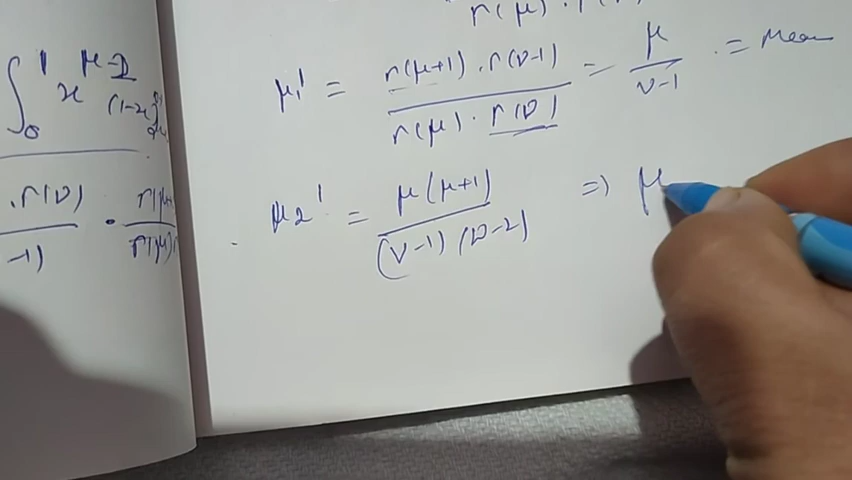 ∫₀¹ x^{μ-1} (1-x)
. Γ(ν) / -1) · Γ(μ+ / Γ(μ)
Γ(μ) . Γ(
μ₁' = Γ(μ+1) . Γ(ν-1) / Γ(μ) . Γ(ν) = μ / ν-1 . = Mean
μ₂' = μ(μ+1) / (ν-1) (ν-2) ⇒ μ